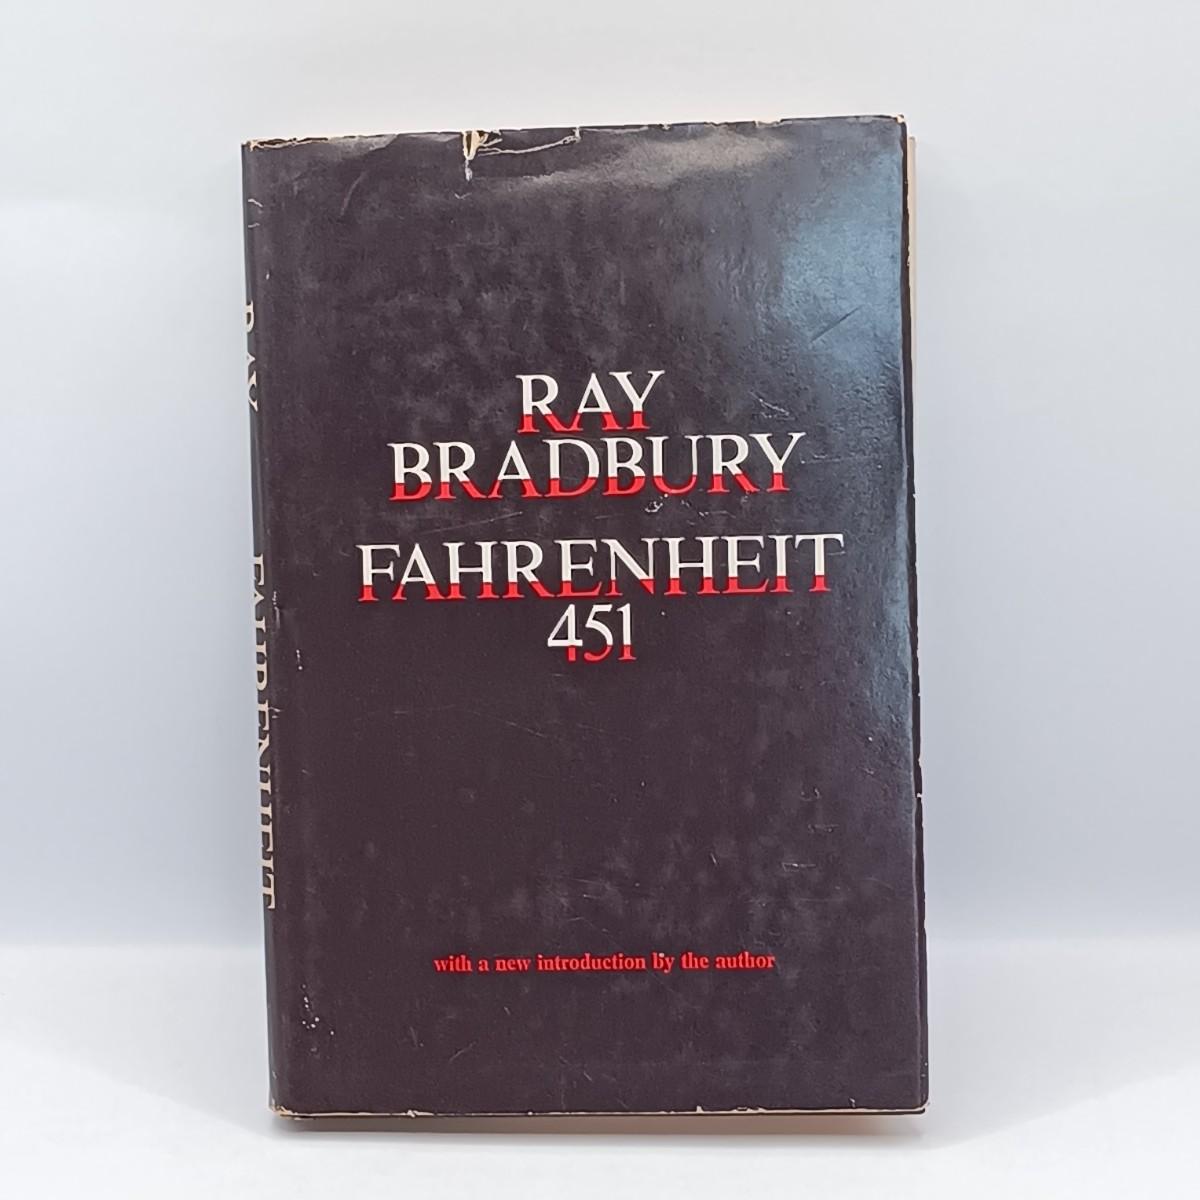 RAY
BRADBURY
FAHRENHEIT
451
with a new introduction by the author
RAY
FAHRENHEIT